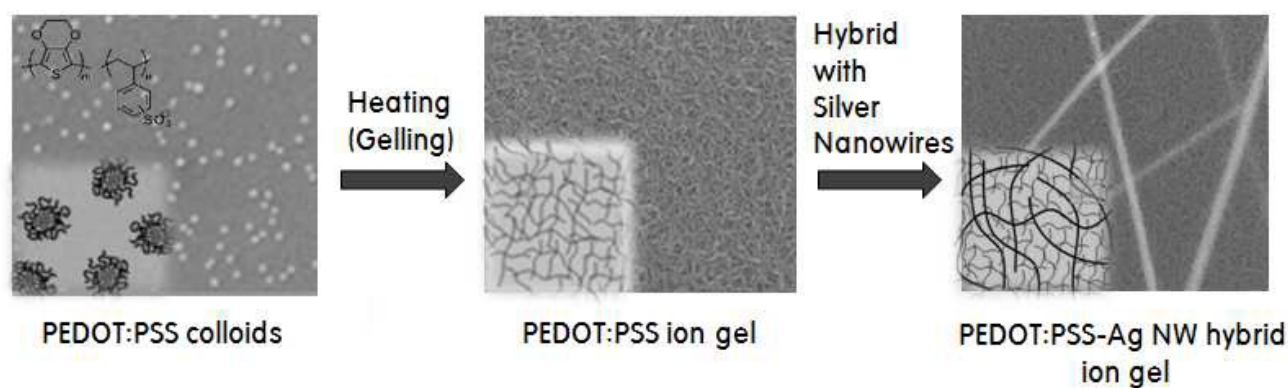 O
O
S
n
n
SO3-
Heating
(Gelling)
Hybrid
with
Silver
Nanowires
PEDOT:PSS colloids
PEDOT:PSS ion gel
PEDOT:PSS-Ag NW hybrid
ion gel